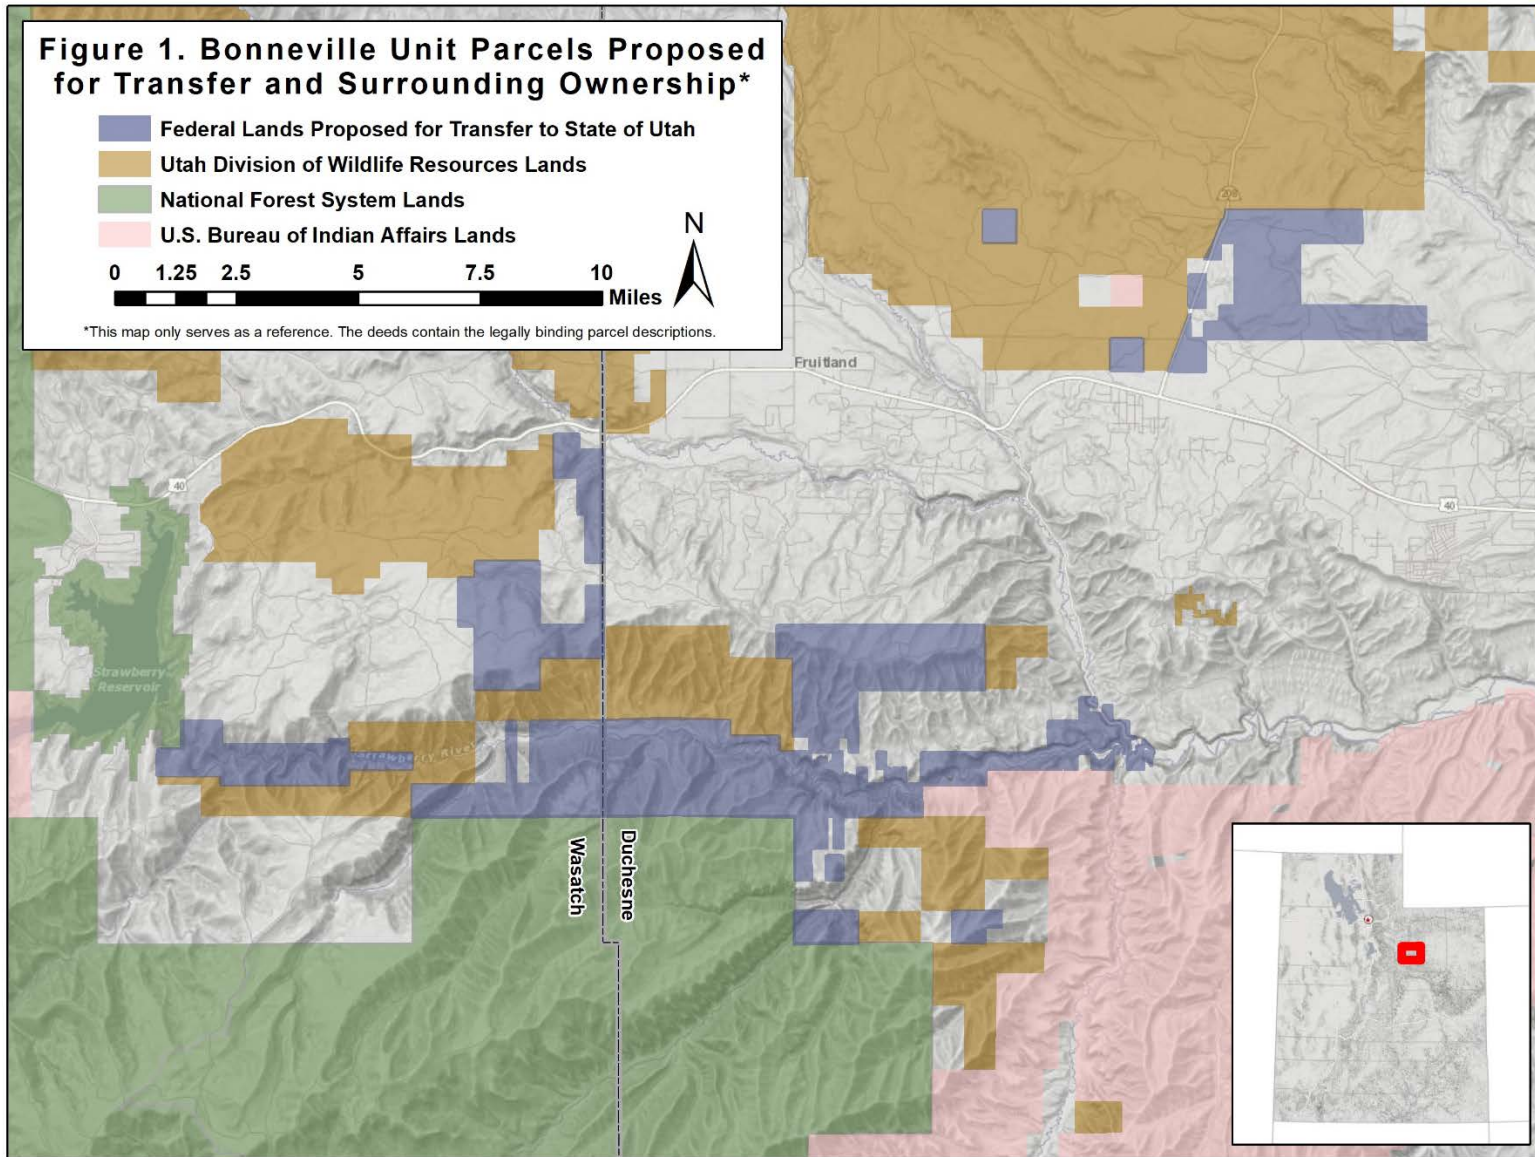 Figure 1. Bonneville Unit Parcels Proposed
for Transfer and Surrounding Ownership*
Federal Lands Proposed for Transfer to State of Utah
Utah Division of Wildlife Resources Lands
National Forest System Lands
U.S. Bureau of Indian Affairs Lands
N
0 1.25 2.5 5 7.5 10
Miles
*This map only serves as a reference. The deeds contain the legally binding parcel descriptions.
208
Fruitland
40
40
Strawberry
Reservoir
Strawberry River
Wasatch
Duchesne